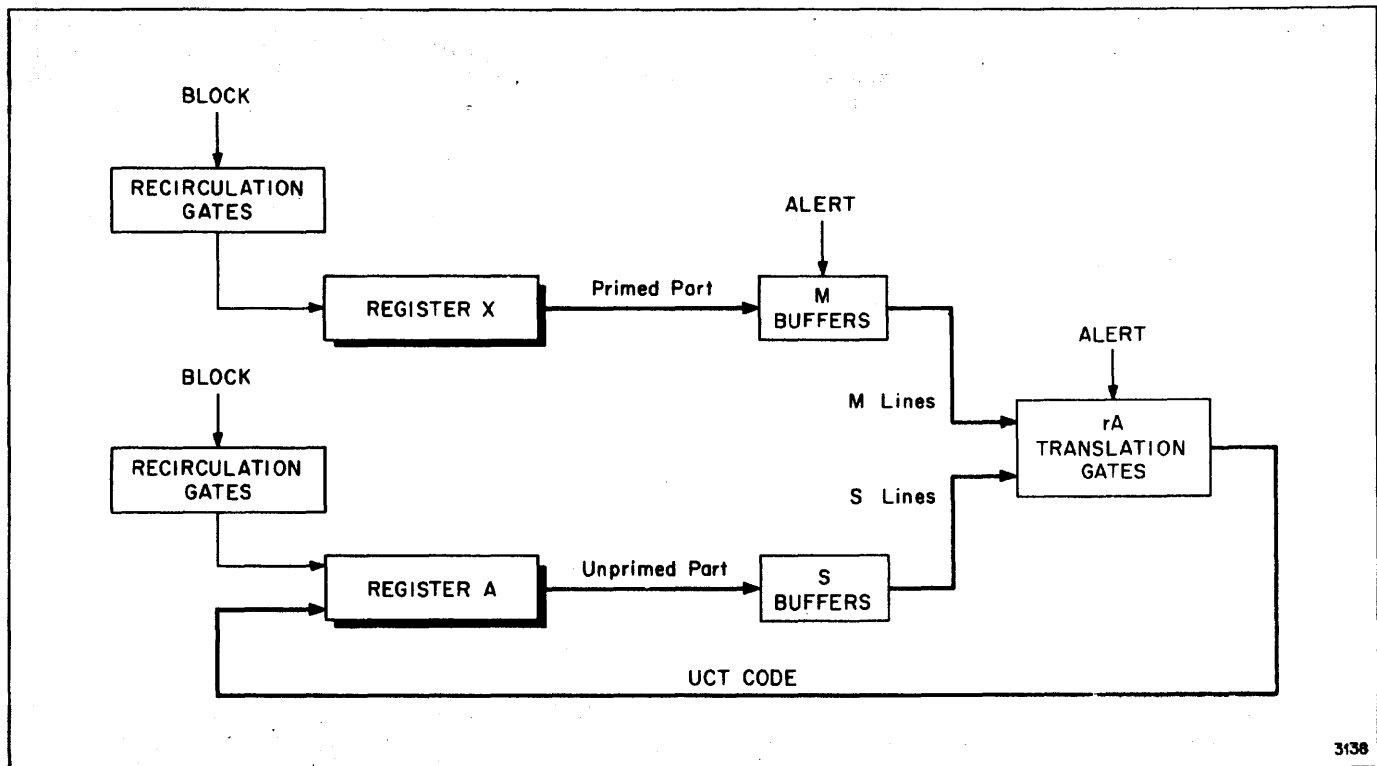 BLOCK
RECIRCULATION
GATES
ALERT
REGISTER X
Primed Part
M
BUFFERS
ALERT
BLOCK
M Lines
rA
TRANSLATION
GATES
RECIRCULATION
GATES
S Lines
REGISTER A
Unprimed Part
S
BUFFERS
UCT CODE
3138